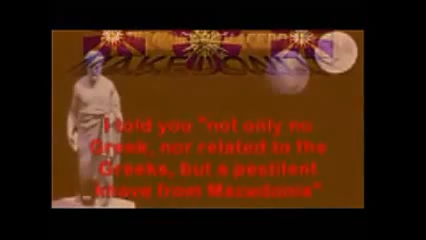 I told you "not only no
Greek, nor related to the
Greeks, but a pestilent
knave from Macedonia"